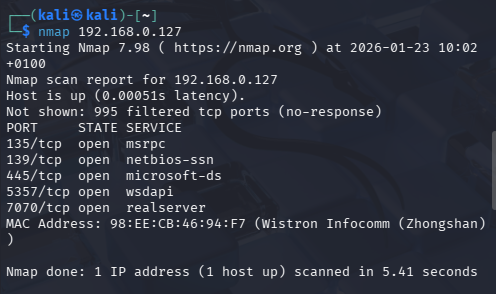 ┌──(kali㉿kali)-[~]
└─$ nmap 192.168.0.127
Starting Nmap 7.98 ( https://nmap.org ) at 2026-01-23 10:02
+0100
Nmap scan report for 192.168.0.127
Host is up (0.00051s latency).
Not shown: 995 filtered tcp ports (no-response)
PORT     STATE SERVICE
135/tcp  open  msrpc
139/tcp  open  netbios-ssn
445/tcp  open  microsoft-ds
5357/tcp open  wsdapi
7070/tcp open  realserver
MAC Address: 98:EE:CB:46:94:F7 (Wistron Infocomm (Zhongshan)
)
Nmap done: 1 IP address (1 host up) scanned in 5.41 seconds